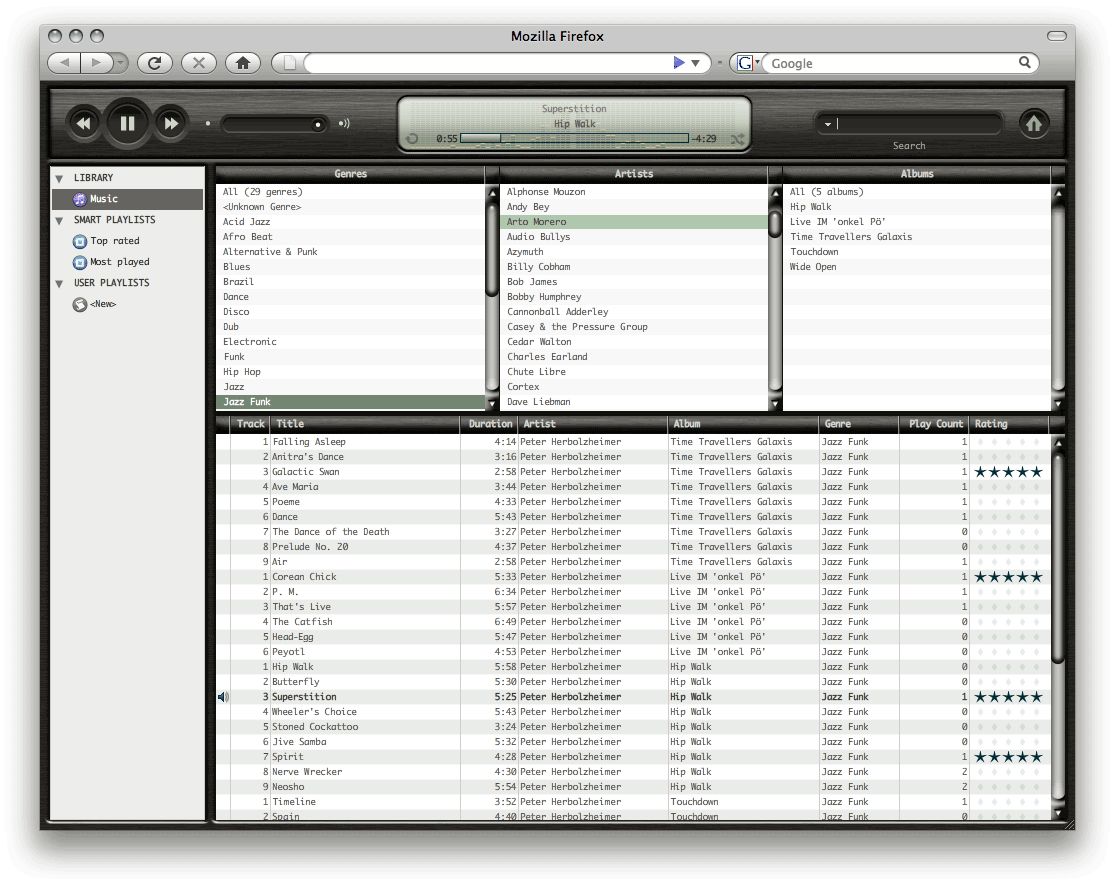 Mozilla Firefox
Google
Superstition
Hip Walk
0:55 -4:29
Search
LIBRARY
Music
SMART PLAYLISTS
Top rated
Most played
USER PLAYLISTS
<New>
Genres
All (29 genres)
<Unknown Genre>
Acid Jazz
Afro Beat
Alternative & Punk
Blues
Brazil
Dance
Disco
Dub
Electronic
Funk
Hip Hop
Jazz
Jazz Funk
Artists
Alphonse Mouzon
Andy Bey
Arto Morero
Audio Bullys
Azymuth
Billy Cobham
Bob James
Bobby Humphrey
Cannonball Adderley
Casey & the Pressure Group
Cedar Walton
Charles Earland
Chute Libre
Cortex
Dave Liebman
Albums
All (5 albums)
Hip Walk
Live IM 'onkel Pö'
Time Travellers Galaxis
Touchdown
Wide Open
Track Title Duration Artist Album Genre Play Count Rating
1 Falling Asleep 4:14 Peter Herbolzheimer Time Travellers Galaxis Jazz Funk 1
2 Anitra's Dance 3:16 Peter Herbolzheimer Time Travellers Galaxis Jazz Funk 1
3 Galactic Swan 2:58 Peter Herbolzheimer Time Travellers Galaxis Jazz Funk 1 ★★★★★
4 Ave Maria 3:44 Peter Herbolzheimer Time Travellers Galaxis Jazz Funk 1
5 Poeme 4:33 Peter Herbolzheimer Time Travellers Galaxis Jazz Funk 1
6 Dance 5:43 Peter Herbolzheimer Time Travellers Galaxis Jazz Funk 1
7 The Dance of the Death 3:27 Peter Herbolzheimer Time Travellers Galaxis Jazz Funk 0
8 Prelude No. 20 4:37 Peter Herbolzheimer Time Travellers Galaxis Jazz Funk 0
9 Air 2:58 Peter Herbolzheimer Time Travellers Galaxis Jazz Funk 1
1 Corean Chick 5:33 Peter Herbolzheimer Live IM 'onkel Pö' Jazz Funk 1 ★★★★★
2 P. M. 6:34 Peter Herbolzheimer Live IM 'onkel Pö' Jazz Funk 1
3 That's Live 5:57 Peter Herbolzheimer Live IM 'onkel Pö' Jazz Funk 1
4 The Catfish 6:49 Peter Herbolzheimer Live IM 'onkel Pö' Jazz Funk 0
5 Head-Egg 5:47 Peter Herbolzheimer Live IM 'onkel Pö' Jazz Funk 0
6 Peyotl 4:53 Peter Herbolzheimer Live IM 'onkel Pö' Jazz Funk 0
1 Hip Walk 5:58 Peter Herbolzheimer Hip Walk Jazz Funk 0
2 Butterfly 5:30 Peter Herbolzheimer Hip Walk Jazz Funk 0
3 Superstition 5:25 Peter Herbolzheimer Hip Walk Jazz Funk 1 ★★★★★
4 Wheeler's Choice 5:43 Peter Herbolzheimer Hip Walk Jazz Funk 0
5 Stoned Cockattoo 3:24 Peter Herbolzheimer Hip Walk Jazz Funk 0
6 Jive Samba 5:32 Peter Herbolzheimer Hip Walk Jazz Funk 0
7 Spirit 4:28 Peter Herbolzheimer Hip Walk Jazz Funk 1 ★★★★★
8 Nerve Wrecker 4:30 Peter Herbolzheimer Hip Walk Jazz Funk 2
9 Neosho 5:54 Peter Herbolzheimer Hip Walk Jazz Funk 2
1 Timeline 3:52 Peter Herbolzheimer Touchdown Jazz Funk 1
2 Spain 4:40 Peter Herbolzheimer Touchdown Jazz Funk 0